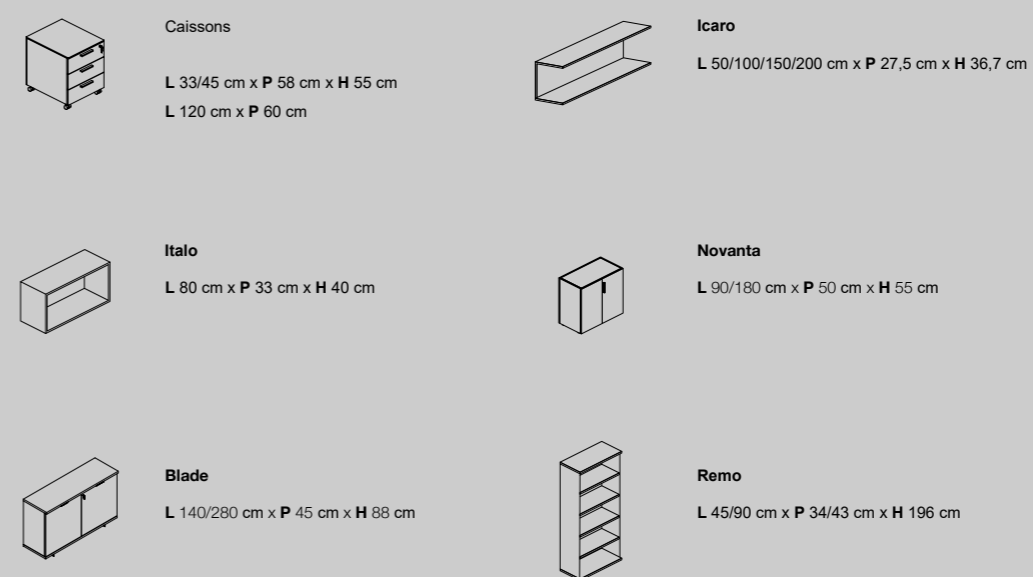 Caissons
L 33/45 cm x P 58 cm x H 55 cm
L 120 cm x P 60 cm
Icaro
L 50/100/150/200 cm x P 27,5 cm x H 36,7 cm
Italo
L 80 cm x P 33 cm x H 40 cm
Novanta
L 90/180 cm x P 50 cm x H 55 cm
Blade
L 140/280 cm x P 45 cm x H 88 cm
Remo
L 45/90 cm x P 34/43 cm x H 196 cm